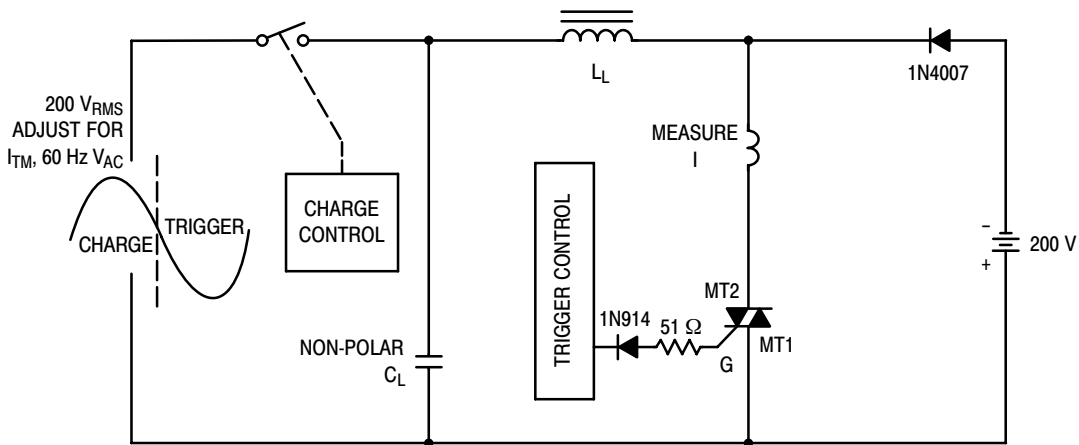 200 VRMS
ADJUST FOR
ITM, 60 Hz VAC
CHARGE
TRIGGER
CHARGE
CONTROL
NON-POLAR
CL
LL
TRIGGER CONTROL
MEASURE
I
1N914
51 Ω
G
MT2
MT1
1N4007
-
+
200 V